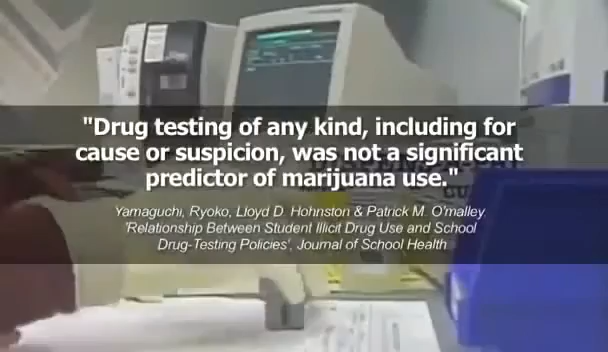 "Drug testing of any kind, including for
cause or suspicion, was not a significant
predictor of marijuana use."
Yamaguchi, Ryoko, Lloyd D. Hohnston & Patrick M. O'malley.
'Relationship Between Student Illicit Drug Use and School
Drug-Testing Policies', Journal of School Health